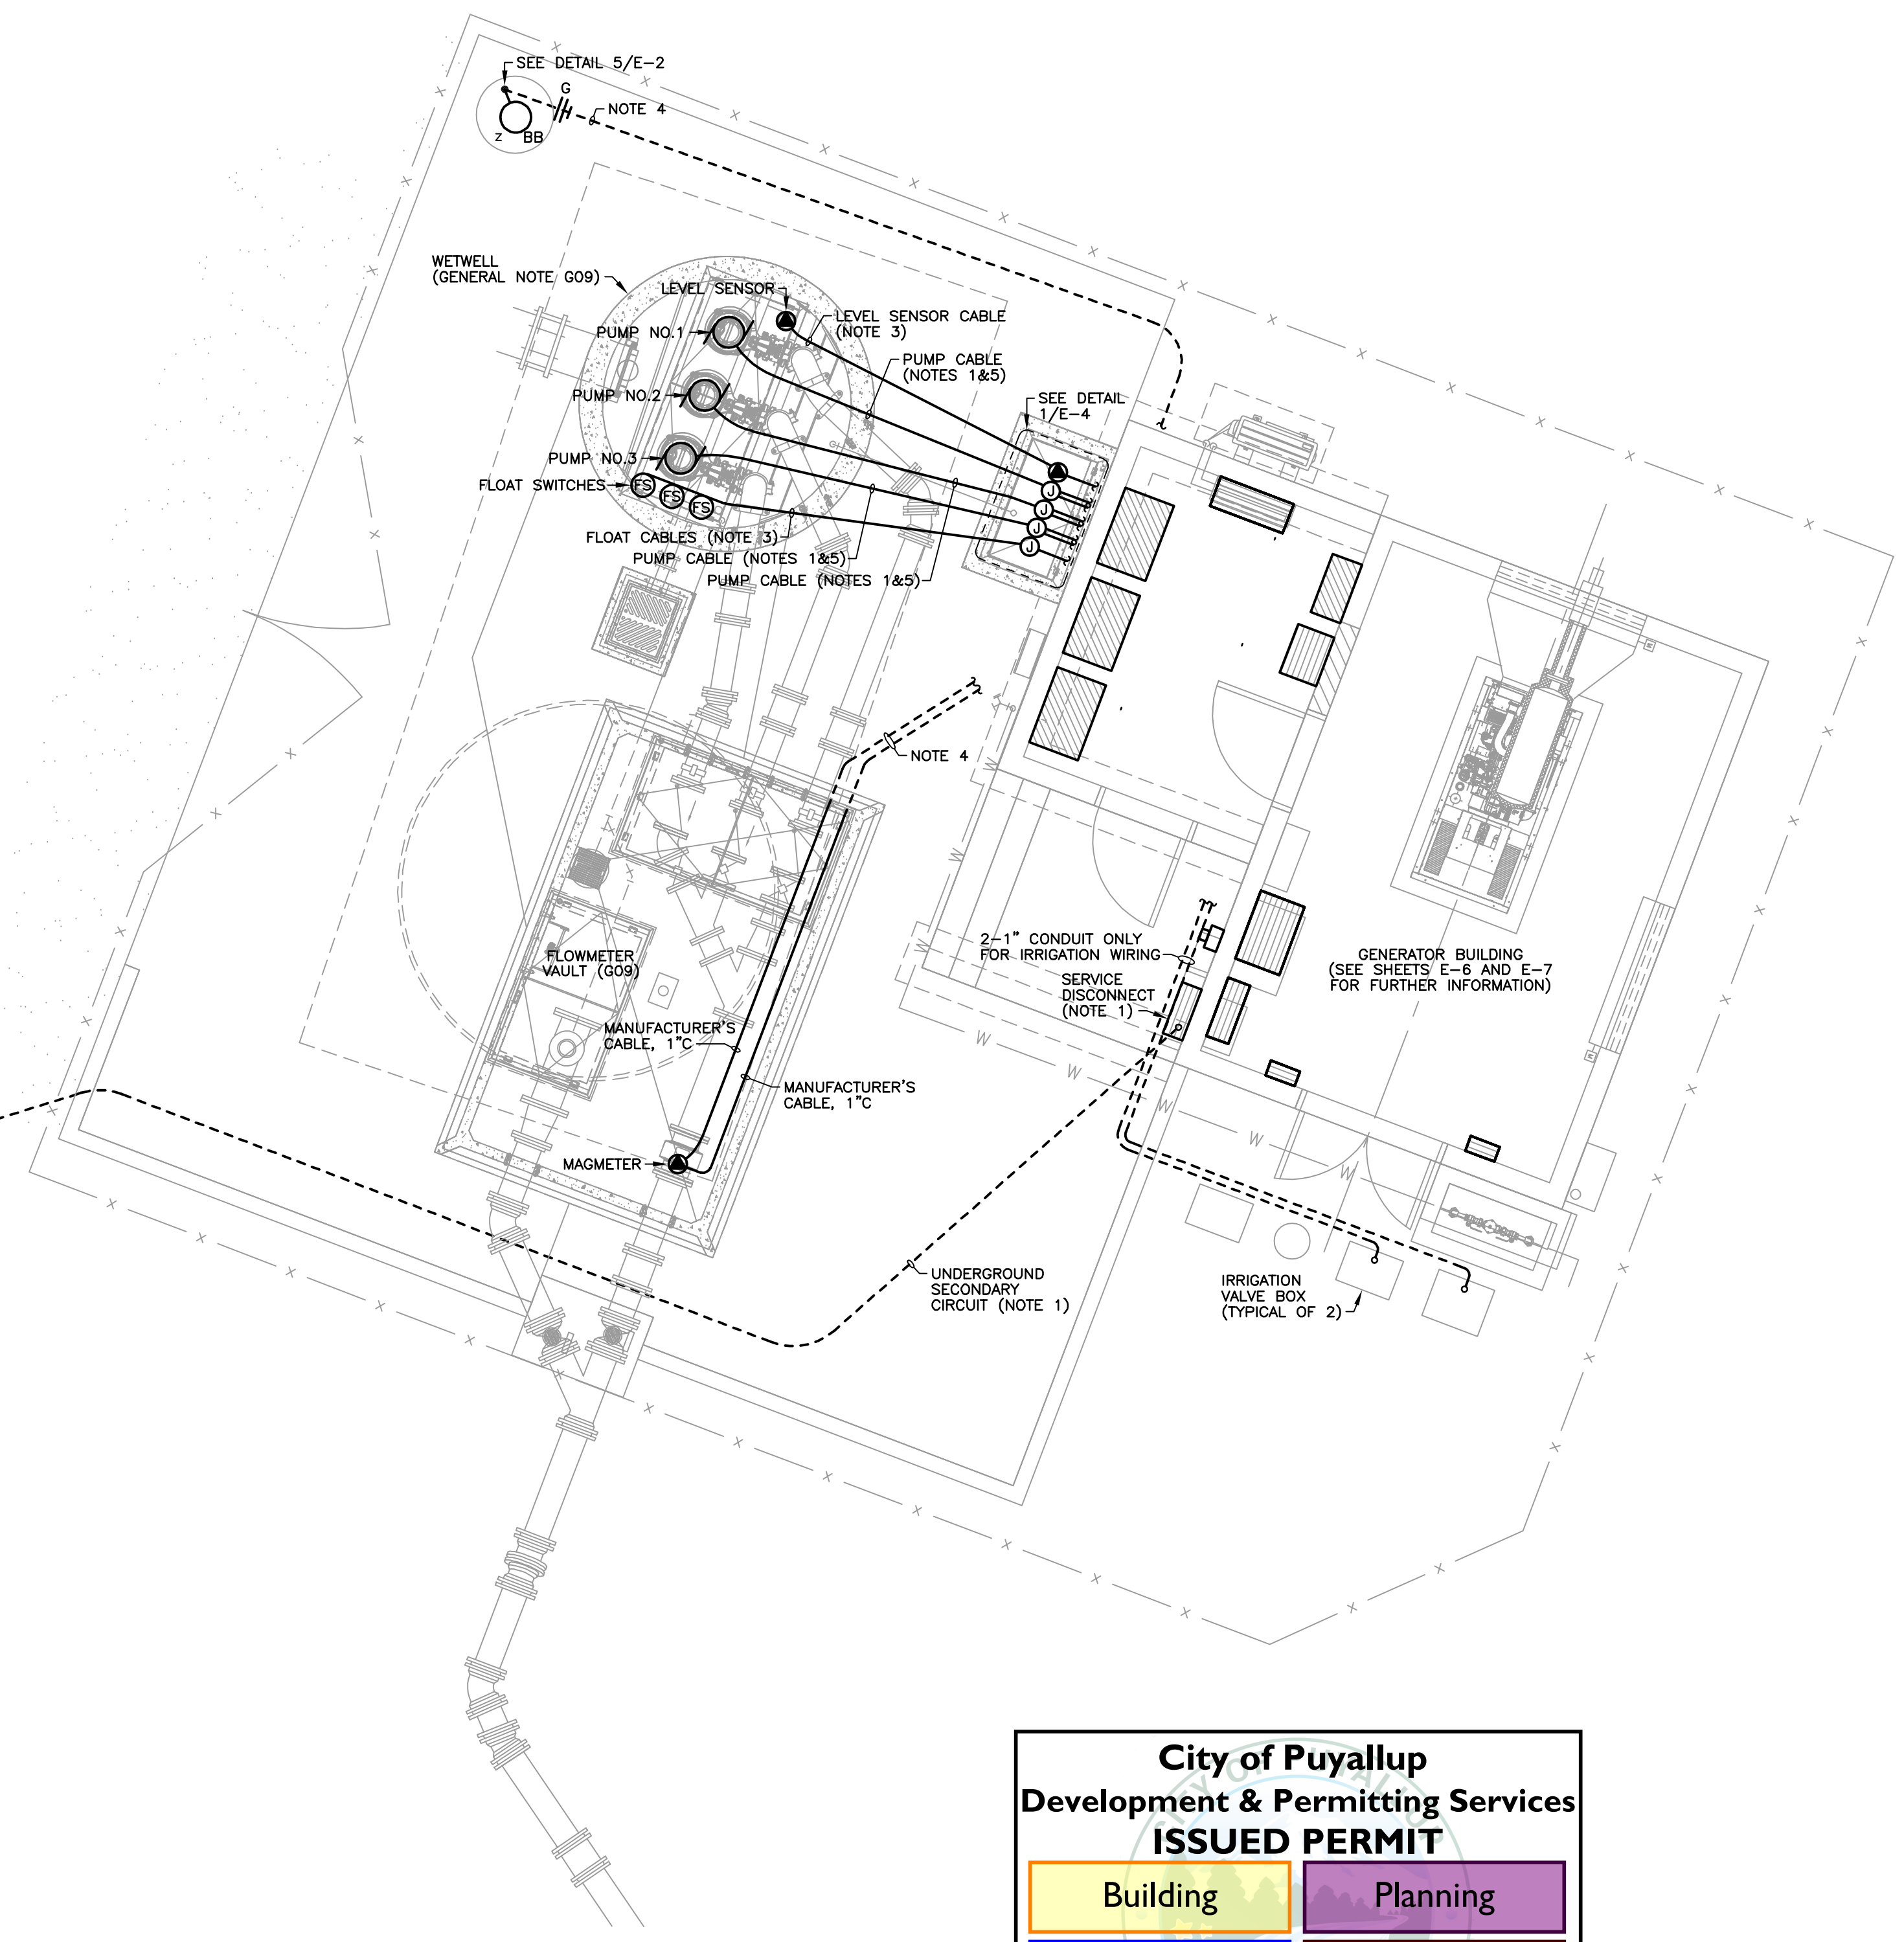 SEE DETAIL 5/E-2
G
NOTE 4
Z
BB
WETWELL
(GENERAL NOTE G09)
LEVEL SENSOR
PUMP NO.1
LEVEL SENSOR CABLE
(NOTE 3)
PUMP CABLE
(NOTES 1&5)
PUMP NO.2
SEE DETAIL
1/E-4
PUMP NO.3
FLOAT SWITCHES
FS
FS
FS
J
J
J
J
FLOAT CABLES (NOTE 3)
PUMP CABLE (NOTES 1&5)
PUMP CABLE (NOTES 1&5)
NOTE 4
2-1" CONDUIT ONLY
FOR IRRIGATION WIRING
SERVICE
DISCONNECT
(NOTE 1)
GENERATOR BUILDING
(SEE SHEETS E-6 AND E-7
FOR FURTHER INFORMATION)
FLOWMETER
VAULT (G09)
MANUFACTURER'S
CABLE, 1"C
MANUFACTURER'S
CABLE, 1"C
MAGMETER
UNDERGROUND
SECONDARY
CIRCUIT (NOTE 1)
IRRIGATION
VALVE BOX
(TYPICAL OF 2)
W
W
W
W
W
W
W
W
City of Puyallup
Development & Permitting Services
ISSUED PERMIT
Building
Planning